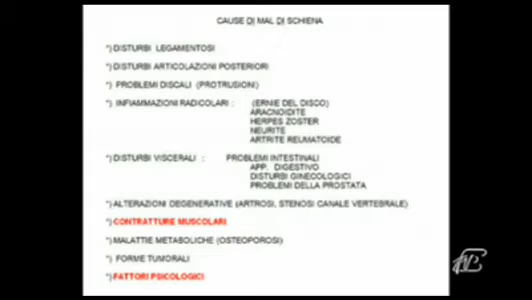 CAUSE DI MAL DI SCHIENA
*) DISTURBI LEGAMENTOSI
*) DISTURBI ARTICOLAZIONI POSTERIORI
*) PROBLEMI DISCALI (PROTRUSIONI)
*) INFIAMMAZIONI RADICOLARI : (ERNIE DEL DISCO)
ARACNOIDITE
HERPES ZOSTER
NEURITE
ARTRITE REUMATOIDE
*) DISTURBI VISCERALI : PROBLEMI INTESTINALI
APP. DIGESTIVO
DISTURBI GINECOLOGICI
PROBLEMI DELLA PROSTATA
*) ALTERAZIONI DEGENERATIVE (ARTROSI, STENOSI CANALE VERTEBRALE)
*) CONTRATTURE MUSCOLARI
*) MALATTIE METABOLICHE (OSTEOPOROSI)
*) FORME TUMORALI
*) FATTORI PSICOLOGICI